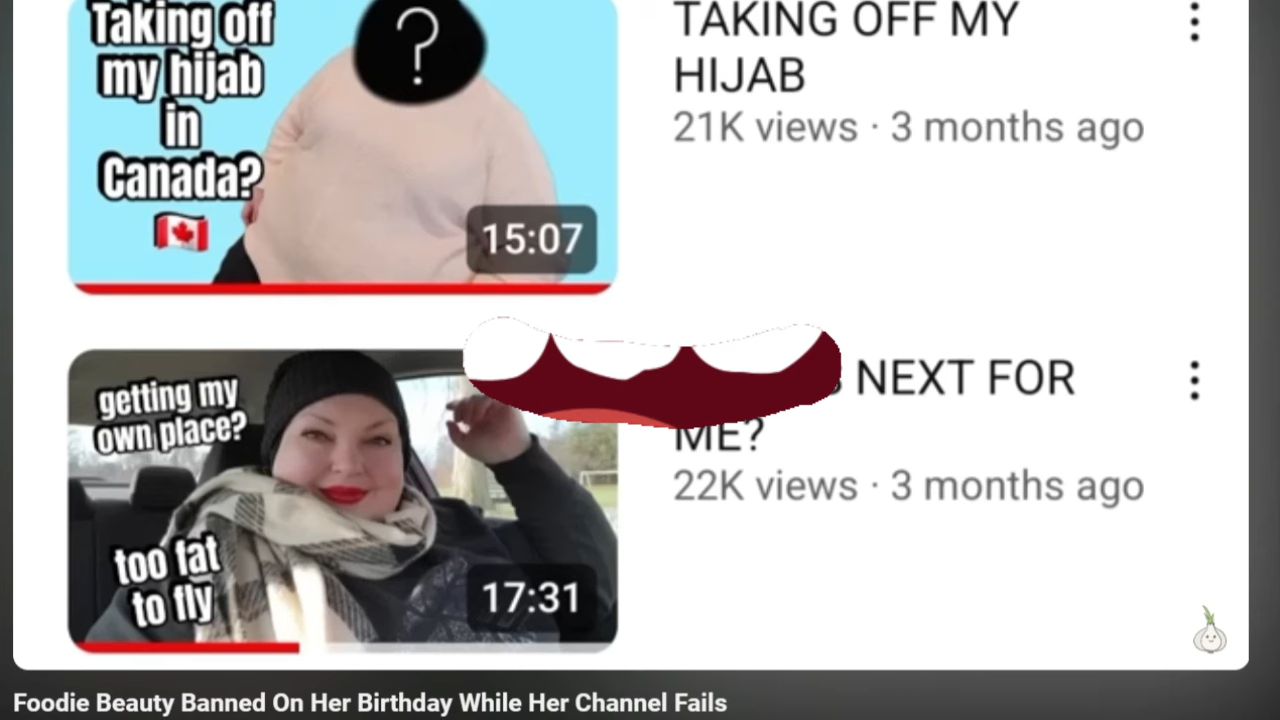 Taking off
my hijab
in
Canada?
?
15:07
TAKING OFF MY
HIJAB
21K views · 3 months ago
getting my
own place?
too fat
to fly
17:31
NEXT FOR
ME?
22K views · 3 months ago
Foodie Beauty Banned On Her Birthday While Her Channel Fails